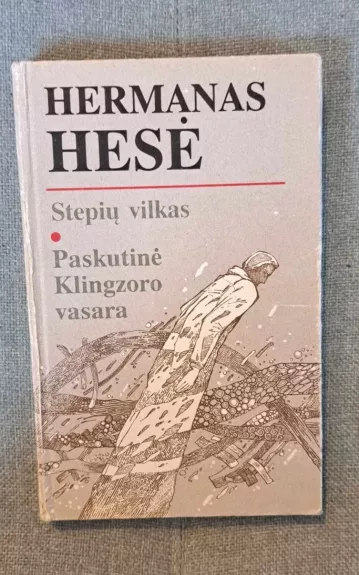 HERMANAS
HESĖ
Stepių vilkas
Paskutinė
Klingzoro
vasara